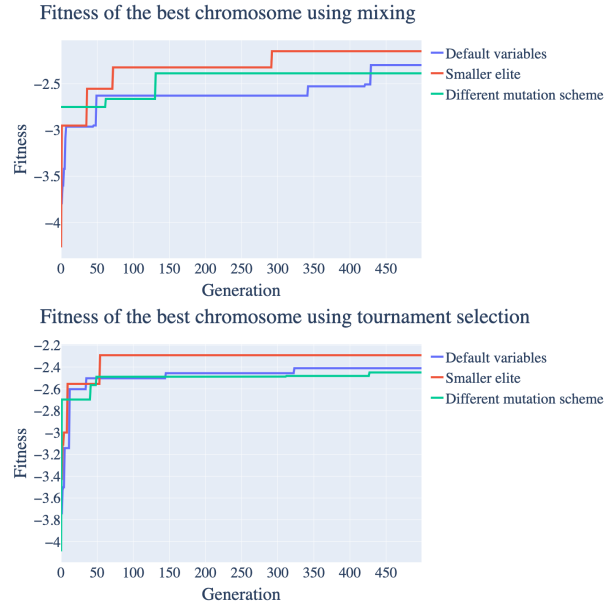 Fitness of the best chromosome using mixing
Fitness
−2.5
−3
−3.5
−4
0 50 100 150 200 250 300 350 400 450
Generation
Default variables
Smaller elite
Different mutation scheme
Fitness of the best chromosome using tournament selection
Fitness
−2.2
−2.4
−2.6
−2.8
−3
−3.2
−3.4
−3.6
−3.8
−4
0 50 100 150 200 250 300 350 400 450
Generation
Default variables
Smaller elite
Different mutation scheme